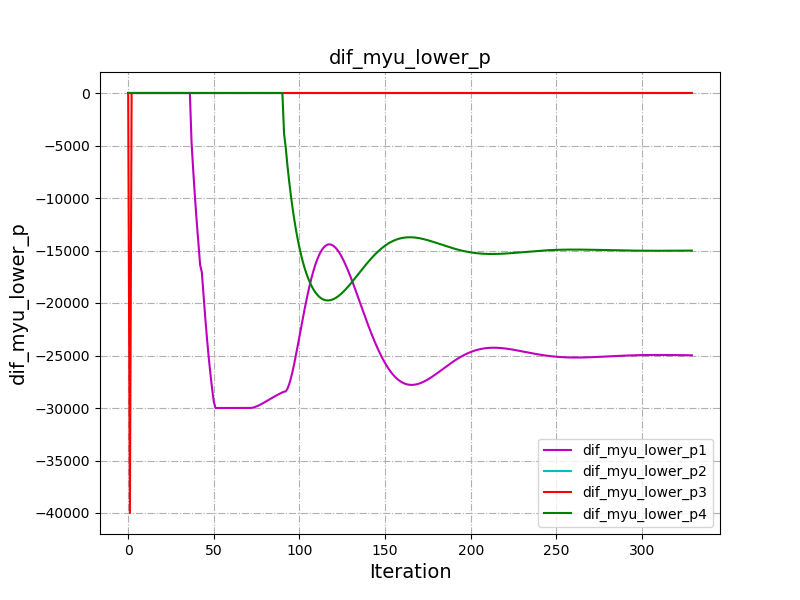 dif_myu_lower_p
dif_myu_lower_p
0
−5000
−10000
−15000
−20000
−25000
−30000
−35000
−40000
dif_myu_lower_p1
dif_myu_lower_p2
dif_myu_lower_p3
dif_myu_lower_p4
0 50 100 150 200 250 300
Iteration